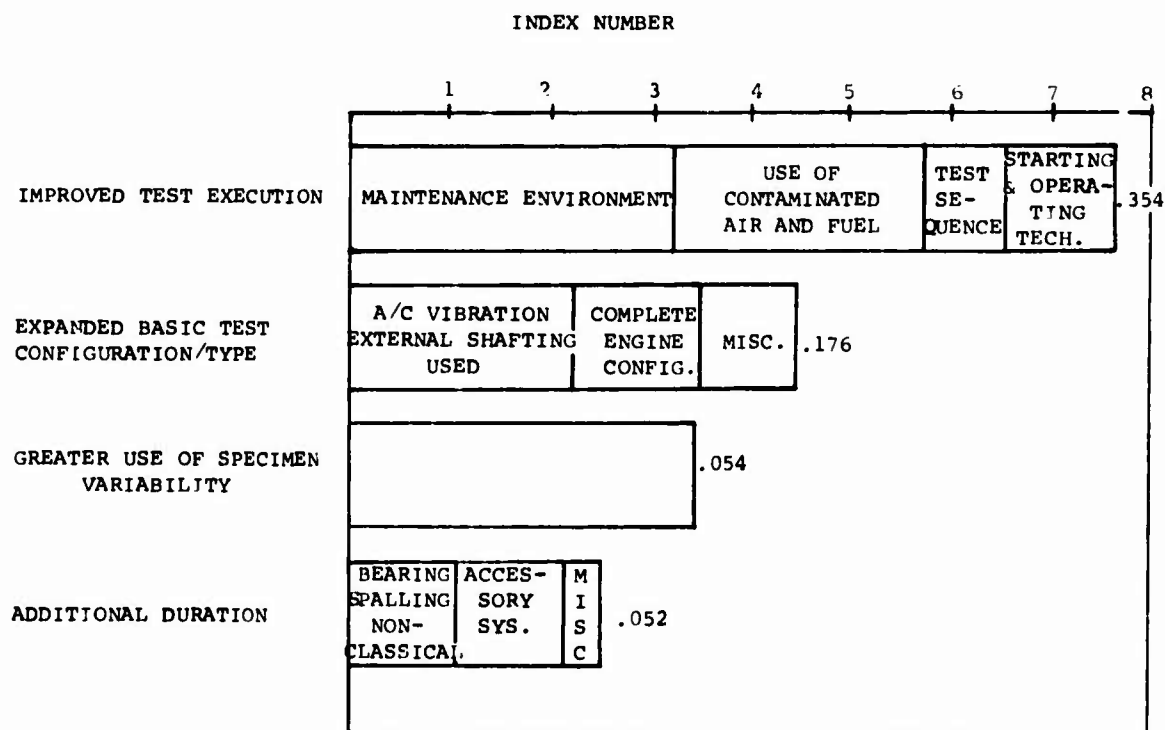 INDEX NUMBER
1 2 3 4 5 6 7 8
IMPROVED TEST EXECUTION
MAINTENANCE ENVIRONMENT
USE OF
CONTAMINATED
AIR AND FUEL
TEST
SE-
QUENCE
STARTING
& OPERA-
TING
TECH.
.354
EXPANDED BASIC TEST
CONFIGURATION/TYPE
A/C VIBRATION
EXTERNAL SHAFTING
USED
COMPLETE
ENGINE
CONFIG.
MISC.
.176
GREATER USE OF SPECIMEN
VARIABILITY
.054
ADDITIONAL DURATION
BEARING
SPALLING
NON-
CLASSICAL
ACCES-
SORY
SYS.
M
I
S
C
.052